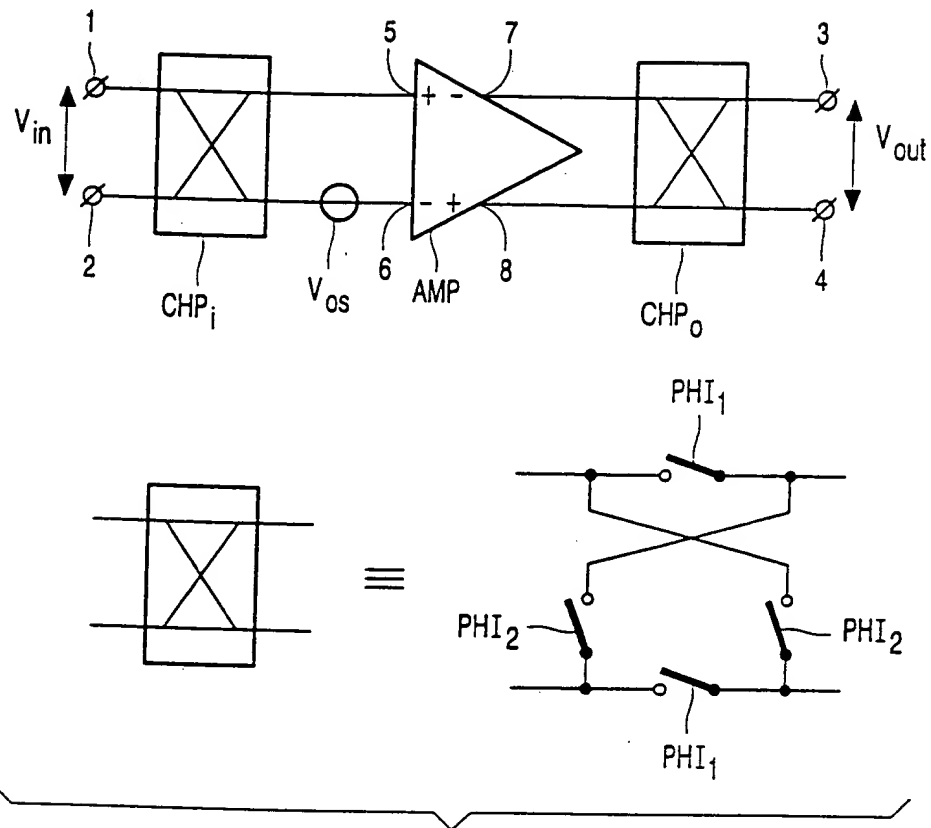 1
5
7
3
V_in
+ -
V_out
- +
2
6
8
4
CHP_i
V_os
AMP
CHP_o
PHI_1
≡
PHI_2
PHI_2
PHI_1